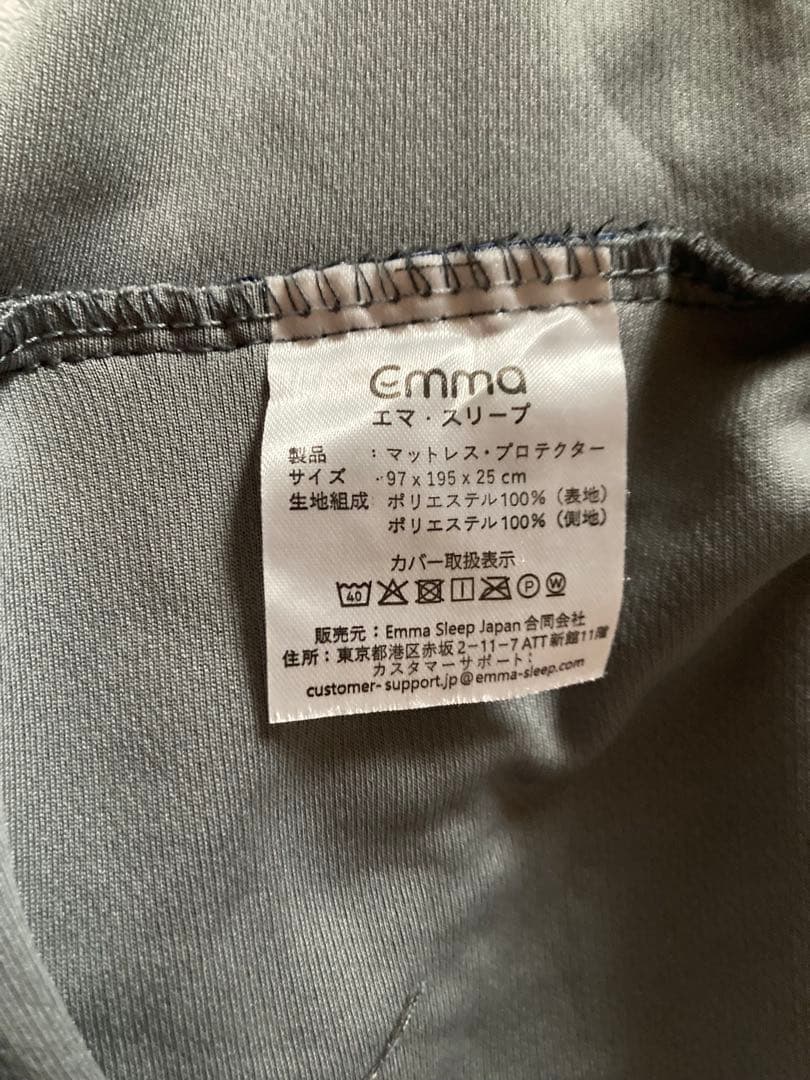 emma
エマ・スリープ
製品 : マットレス・プロテクター
サイズ : 97 x 195 x 25 cm
生地組成 ポリエステル100%（表地）
ポリエステル100%（側地）
カバー取扱表示
40 P W
販売元：Emma Sleep Japan 合同会社
住所：東京都港区赤坂2-11-7 ATT 新館11階
カスタマーサポート：
customer-support.jp@emma-sleep.com